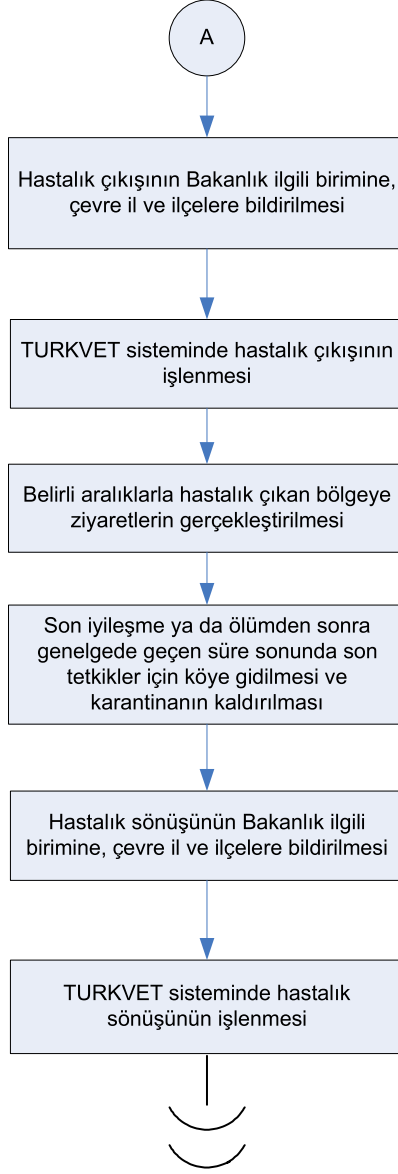 A
Hastalık çıkışının Bakanlık ilgili birimine,
çevre il ve ilçelere bildirilmesi
TURKVET sisteminde hastalık çıkışının
işlenmesi
Belirli aralıklarla hastalık çıkan bölgeye
ziyaretlerin gerçekleştirilmesi
Son iyileşme ya da ölümden sonra
genelgede geçen süre sonunda son
tetkikler için köye gidilmesi ve
karantinanın kaldırılması
Hastalık sönüşünün Bakanlık ilgili
birimine, çevre il ve ilçelere bildirilmesi
TURKVET sisteminde hastalık
sönüşünün işlenmesi